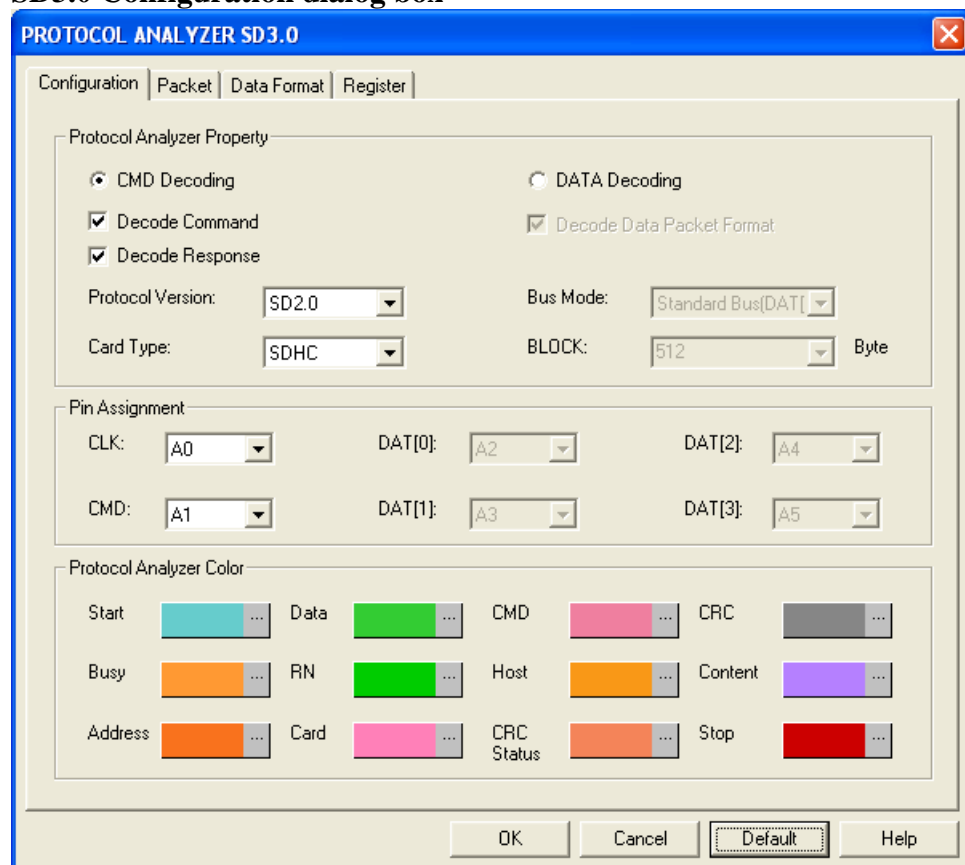 SD3.0 Configuration dialog box
PROTOCOL ANALYZER SD3.0
Configuration Packet Data Format Register
Protocol Analyzer Property
CMD Decoding DATA Decoding
Decode Command Decode Data Packet Format
Decode Response
Protocol Version: SD2.0 Bus Mode: Standard Bus(DAT[
Card Type: SDHC BLOCK: 512 Byte
Pin Assignment
CLK: A0 DAT[0]: A2 DAT[2]: A4
CMD: A1 DAT[1]: A3 DAT[3]: A5
Protocol Analyzer Color
Start ... Data ... CMD ... CRC ...
Busy ... RN ... Host ... Content ...
Address ... Card ... CRC Status ... Stop ...
OK Cancel Default Help